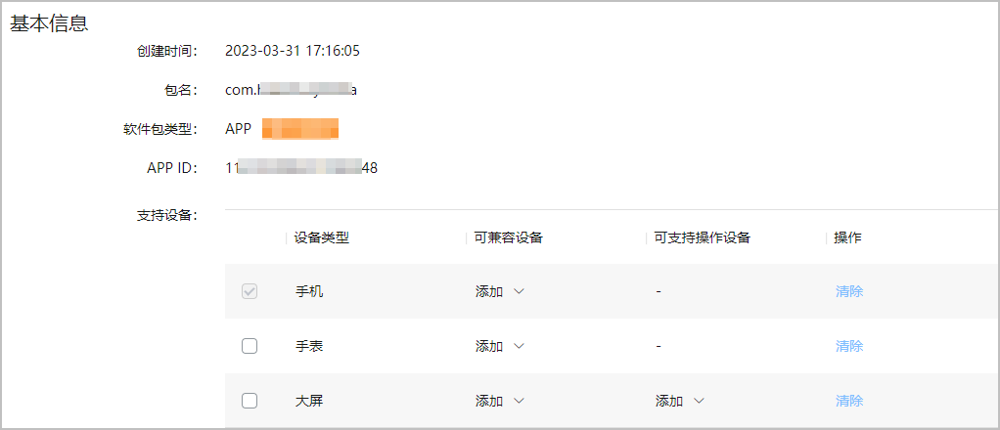 基本信息
创建时间： 2023-03-31 17:16:05
包名： com.
软件包类型： APP
APP ID： 11 48
支持设备：
设备类型 可兼容设备 可支持操作设备 操作
手机 添加 - 清除
手表 添加 - 清除
大屏 添加 添加 清除